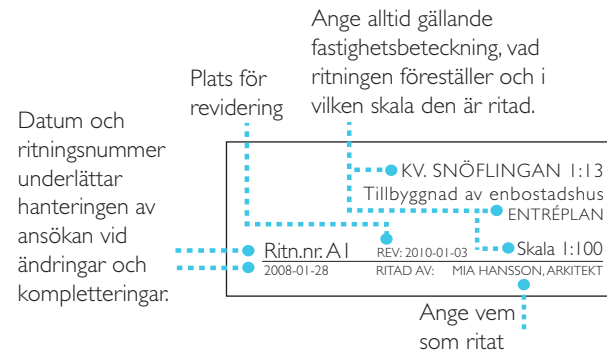 Ange alltid gällande
fastighetsbeteckning, vad
ritningen föreställer och i
vilken skala den är ritad.
Plats för
revidering
Datum och
ritningsnummer
underlättar
hanteringen av
ansökan vid
ändringar och
kompletteringar.
KV. SNÖFLINGAN 1:13
Tillbyggnad av enbostadshus
ENTRÉPLAN
Ritn.nr. A1 REV: 2010-01-03 Skala 1:100
2008-01-28 RITAD AV: MIA HANSSON, ARKITEKT
Ange vem
som ritat